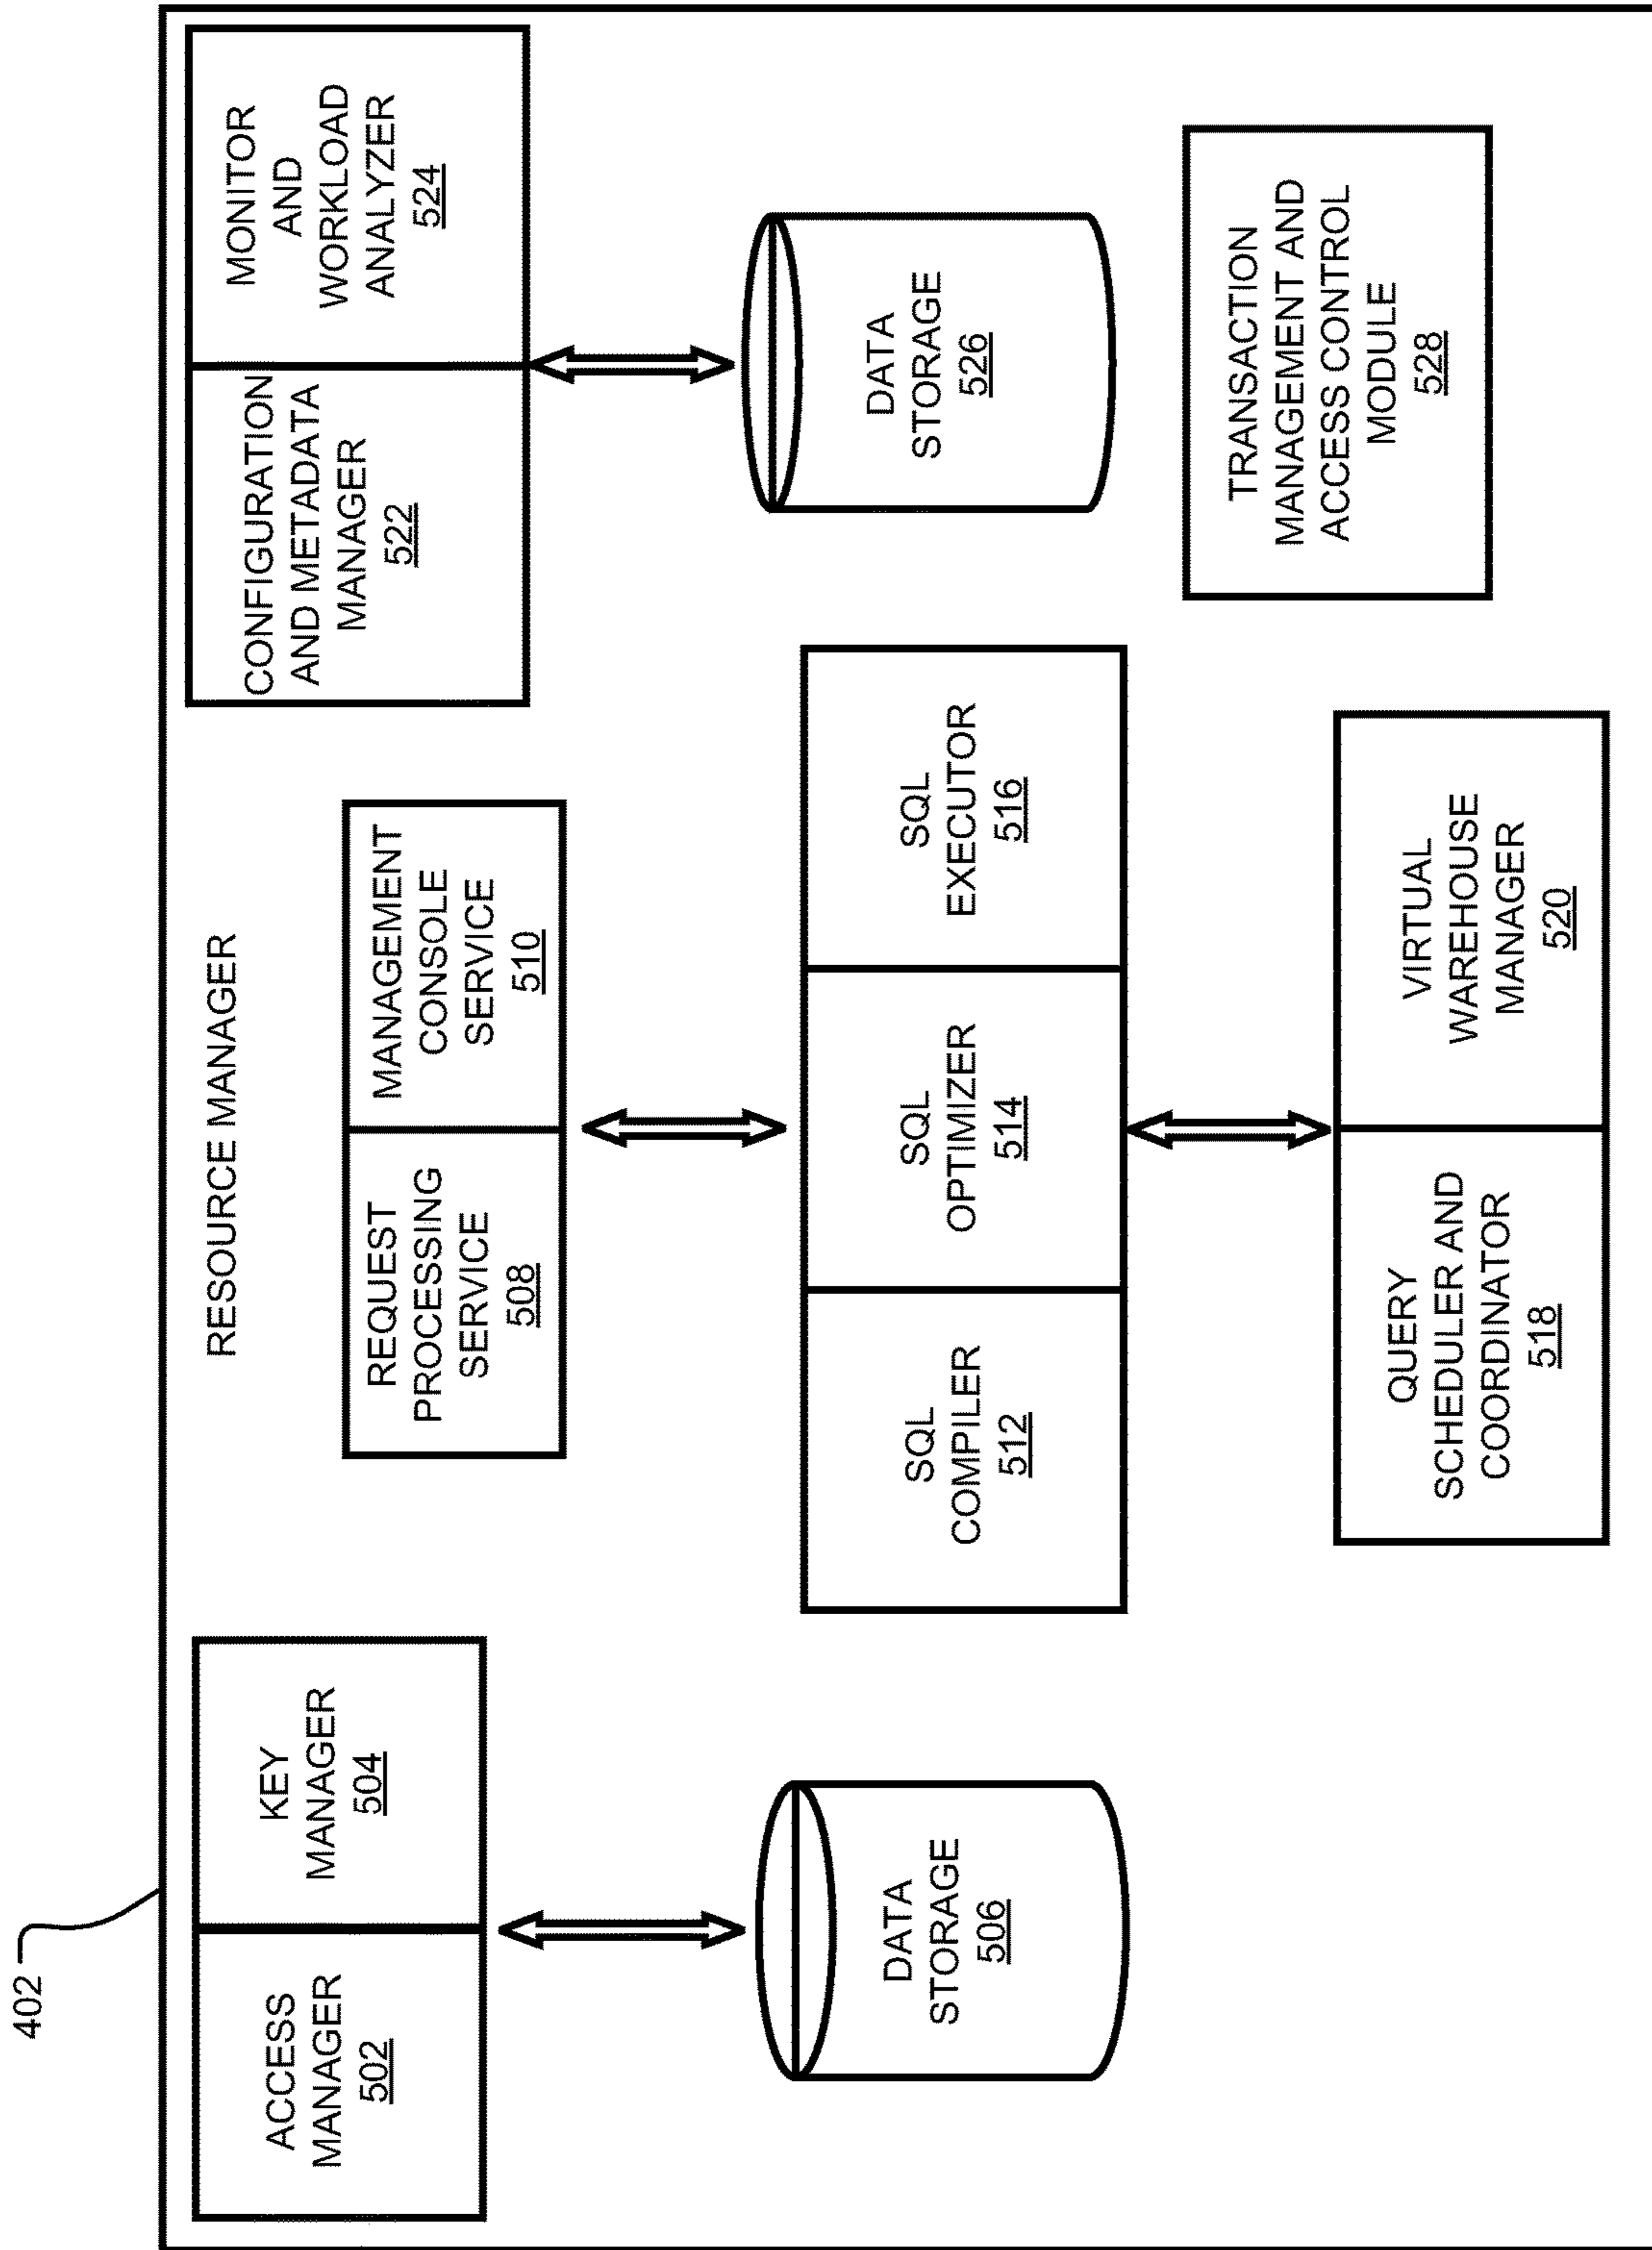 402
RESOURCE MANAGER
ACCESS
MANAGER
502
KEY
MANAGER
504
DATA
STORAGE
506
REQUEST
PROCESSING
SERVICE
508
MANAGEMENT
CONSOLE
SERVICE
510
SQL
COMPILER
512
SQL
OPTIMIZER
514
SQL
EXECUTOR
516
QUERY
SCHEDULER AND
COORDINATOR
518
VIRTUAL
WAREHOUSE
MANAGER
520
CONFIGURATION
AND METADATA
MANAGER
522
MONITOR
AND
WORKLOAD
ANALYZER
524
DATA
STORAGE
526
TRANSACTION
MANAGEMENT AND
ACCESS CONTROL
MODULE
528